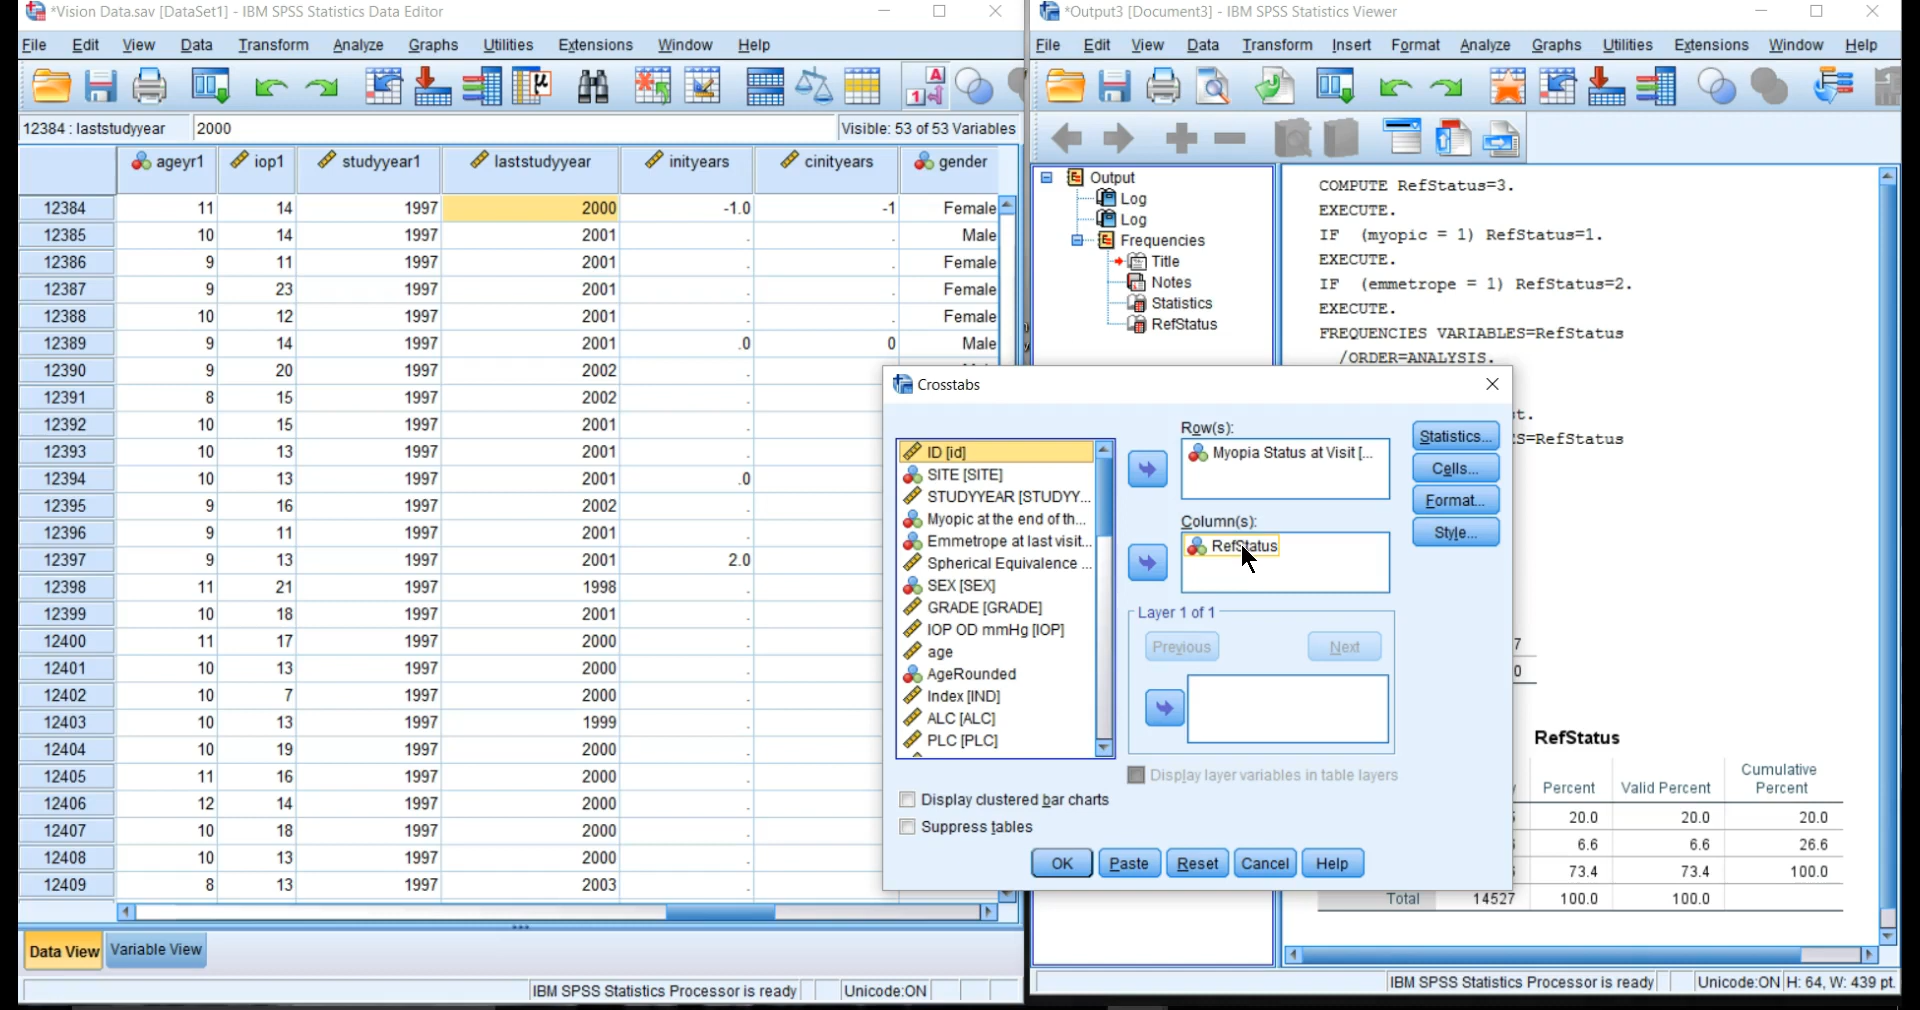 *Vision Data.sav [DataSet1] - IBM SPSS Statistics Data Editor
File Edit View Data Transform Analyze Graphs Utilities Extensions Window Help
12384 : laststudyyear 2000 Visible: 53 of 53 Variables
ageyr1 iop1 studyyear1 laststudyyear inityears cinityears gender
12384 11 14 1997 2000 -1.0 -1 Female
12385 10 14 1997 2001 . . Male
12386 9 11 1997 2001 . . Female
12387 9 23 1997 2001 . . Female
12388 10 12 1997 2001 . . Female
12389 9 14 1997 2001 .0 0 Male
12390 9 20 1997 2002 .
12391 8 15 1997 2002 .
12392 10 15 1997 2001 .
12393 10 13 1997 2001 .
12394 10 13 1997 2001 .0
12395 9 16 1997 2002 .
12396 9 11 1997 2001 .
12397 9 13 1997 2001 2.0
12398 11 21 1997 1998 .
12399 10 18 1997 2001 .
12400 11 17 1997 2000 .
12401 10 13 1997 2000 .
12402 10 7 1997 2000 .
12403 10 13 1997 1999 .
12404 10 19 1997 2000 .
12405 11 16 1997 2000 .
12406 12 14 1997 2000 .
12407 10 18 1997 2000 .
12408 10 13 1997 2000 .
12409 8 13 1997 2003 .
Data View Variable View
IBM SPSS Statistics Processor is ready Unicode:ON
*Output3 [Document3] - IBM SPSS Statistics Viewer
File Edit View Data Transform Insert Format Analyze Graphs Utilities Extensions Window Help
Output
Log
Log
Frequencies
Title
Notes
Statistics
RefStatus
COMPUTE RefStatus=3.
EXECUTE.
IF (myopic = 1) RefStatus=1.
EXECUTE.
IF (emmetrope = 1) RefStatus=2.
EXECUTE.
FREQUENCIES VARIABLES=RefStatus
/ORDER=ANALYSIS.
t.
S=RefStatus
7
0
RefStatus
y Percent Valid Percent Cumulative Percent
20.0 20.0 20.0
6.6 6.6 26.6
73.4 73.4 100.0
Total 14527 100.0 100.0
IBM SPSS Statistics Processor is ready Unicode:ON H: 64, W: 439 pt.
Crosstabs
ID [id]
SITE [SITE]
STUDYYEAR [STUDYY...
Myopic at the end of th...
Emmetrope at last visit...
Spherical Equivalence ...
SEX [SEX]
GRADE [GRADE]
IOP OD mmHg [IOP]
age
AgeRounded
Index [IND]
ALC [ALC]
PLC [PLC]
Row(s):
Myopia Status at Visit [...
Column(s):
RefStatus
Layer 1 of 1
Previous Next
Display layer variables in table layers
Statistics...
Cells...
Format...
Style...
Display clustered bar charts
Suppress tables
OK Paste Reset Cancel Help